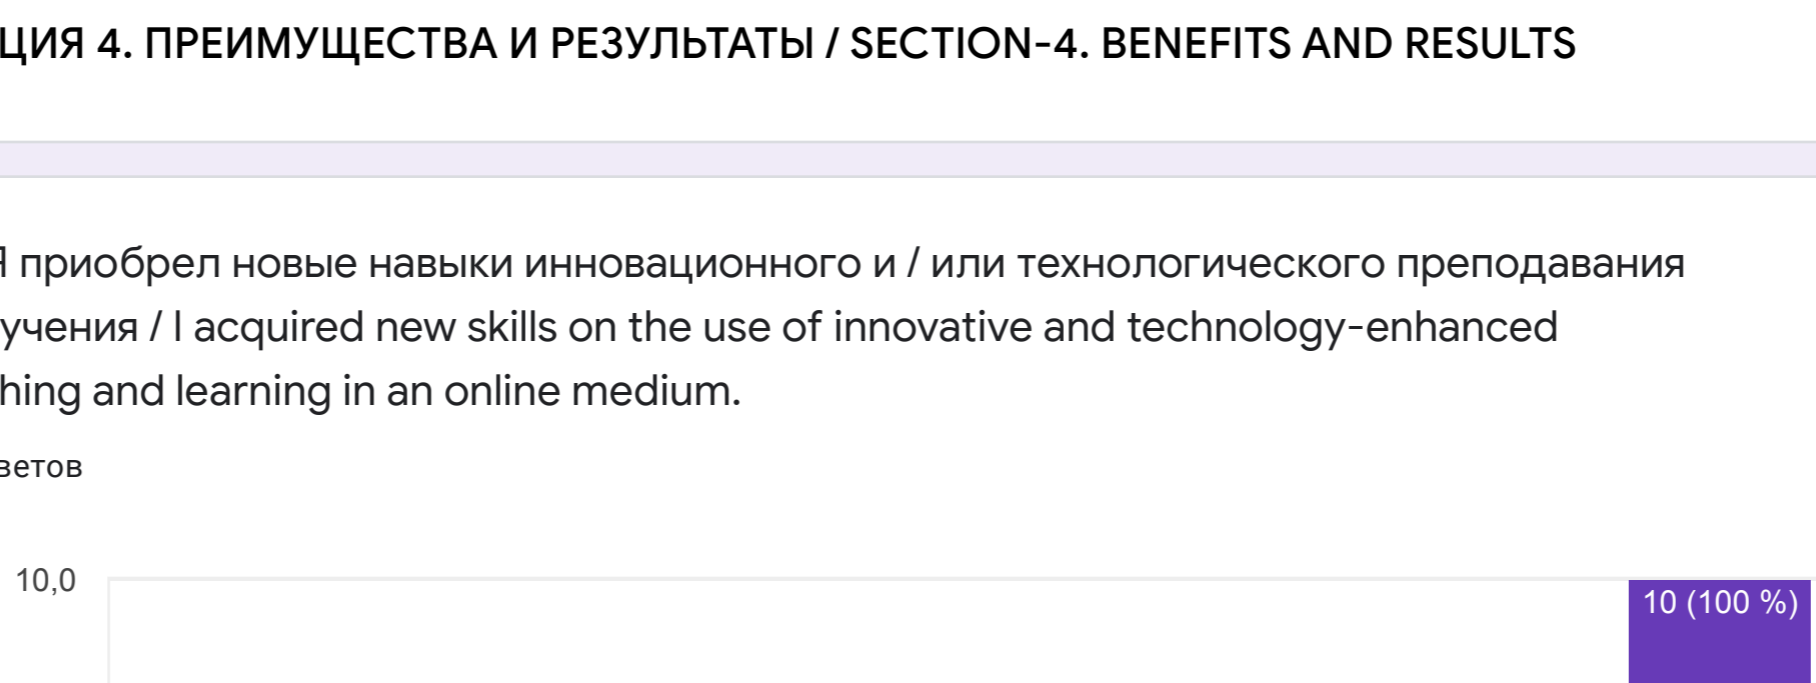 ЦИЯ 4. ПРЕИМУЩЕСТВА И РЕЗУЛЬТАТЫ / SECTION-4. BENEFITS AND RESULTS
Я приобрел новые навыки инновационного и / или технологического преподавания
учения / I acquired new skills on the use of innovative and technology-enhanced
hing and learning in an online medium.
ветов
10,0
10 (100 %)